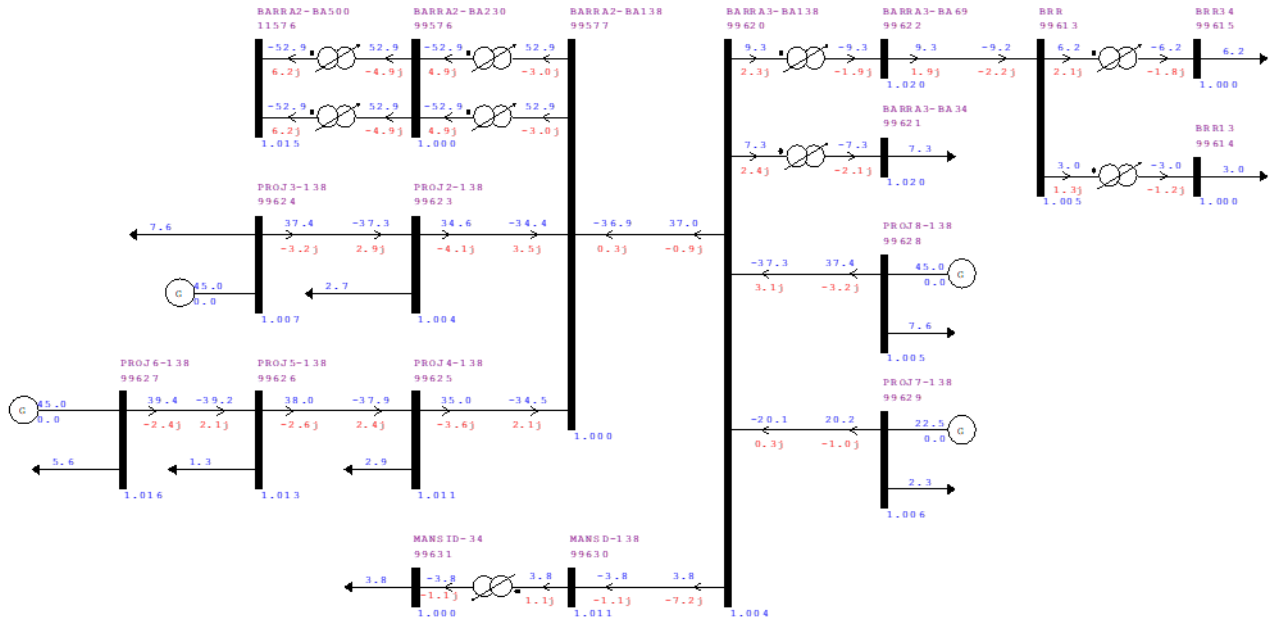 BARRA2-BA500
11576
BARRA2-BA230
99576
BARRA2-BA138
99577
BARRA3-BA138
99620
BARRA3-BA69
99622
BRR
99613
BRR34
99615
-52.9 52.9 -52.9 52.9
6.2j -4.9j 4.9j -3.0j
-52.9 52.9 -52.9 52.9
6.2j -4.9j 4.9j -3.0j
1.015
1.000
9.3 -9.3 9.3 -9.2 6.2 -6.2 6.2
2.3j -1.9j 1.9j -2.2j 2.1j -1.8j
1.020
1.000
BARRA3-BA34
99621
7.3 -7.3 7.3
2.4j -2.1j
1.020
BRR13
99614
3.0 -3.0 3.0
1.3j -1.2j
1.005
1.000
PROJ3-138
99624
PROJ2-138
99623
7.6 37.4 -37.3 34.6 -34.4 -36.9 37.0
-3.2j 2.9j -4.1j 3.5j 0.3j -0.9j
G 45.0
0.0
2.7
1.007
1.004
PROJ8-138
99628
-37.3 37.4 45.0 G
3.1j -3.2j 0.0
7.6
1.005
PROJ6-138
99627
PROJ5-138
99626
PROJ4-138
99625
G 45.0 39.4 -39.2 38.0 -37.9 35.0 -34.5
0.0 -2.4j 2.1j -2.6j 2.4j -3.6j 2.1j
1.000
5.6 1.3 2.9
1.016
1.013
1.011
PROJ7-138
99629
-20.1 20.2 22.5 G
0.3j -1.0j 0.0
2.3
1.006
MANSID-34
99631
MANSD-138
99630
3.8 -3.8 3.8 -3.8 3.8
-1.1j 1.1j -1.1j -7.2j
1.000
1.011
1.004